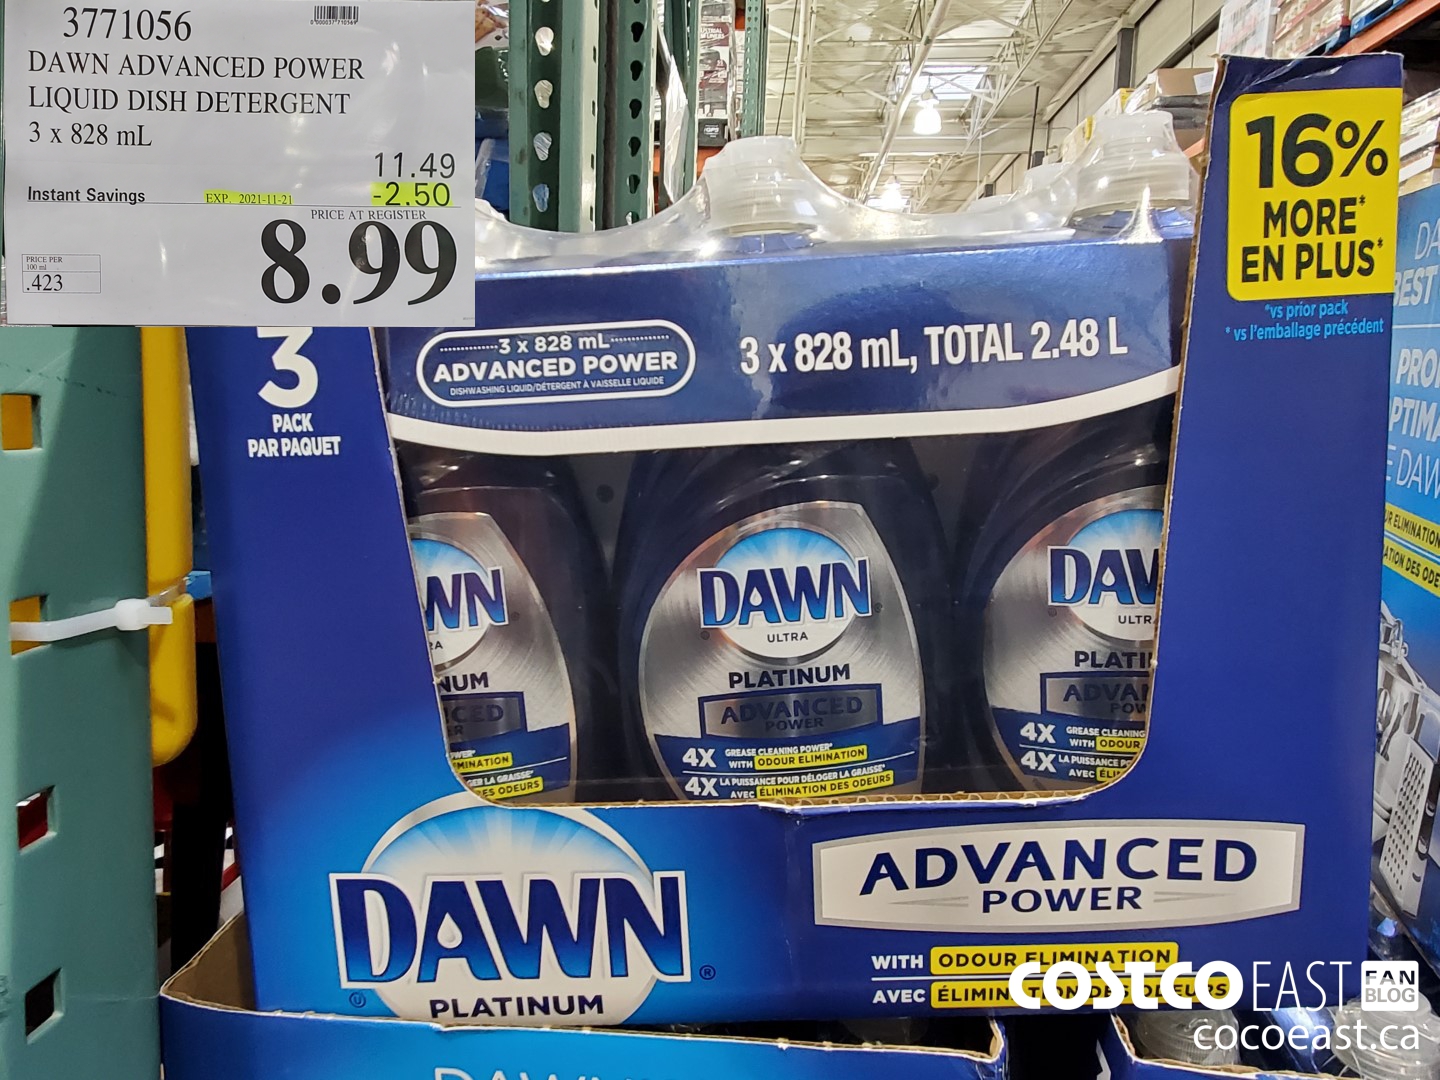 3771056
DAWN ADVANCED POWER
LIQUID DISH DETERGENT
3 x 828 mL
11.49
Instant Savings EXP. 2021-11-21 -2.50
PRICE AT REGISTER
8.99
PRICE PER
100 ml
.423
16%
MORE*
EN PLUS*
*vs prior pack
* vs l'emballage précédent
3
PACK
PAR PAQUET
3 x 828 mL
ADVANCED POWER
DISHWASHING LIQUID/DÉTERGENT À VAISSELLE LIQUIDE
3 x 828 mL, TOTAL 2.48 L
DAWN
ULTRA
PLATINUM
ADVANCED
POWER
4X GREASE CLEANING POWER*
WITH ODOUR ELIMINATION
4X LA PUISSANCE POUR DÉLOGER LA GRAISSE*
AVEC ÉLIMINATION DES ODEURS
DAWN®
PLATINUM
ADVANCED
POWER
WITH ODOUR ELIMINATION
AVEC ÉLIMINATION DES ODEURS
COSTCO EAST FAN
BLOG
cocoeast.ca